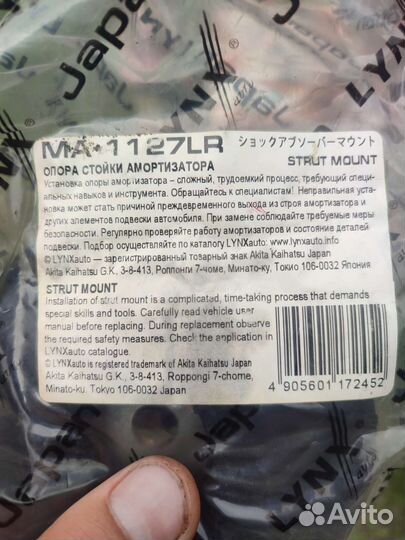 Japan
LYNX
Japan
LYNX
MA-1127LR
ショックアブソーバーマウント
STRUT MOUNT
ОПОРА СТОЙКИ АМОРТИЗАТОРА
Установка опоры амортизатора – сложный, трудоемкий процесс, требующий специ-
альных навыков и инструмента. Обращайтесь к специалистам! Неправильная уста-
новка может стать причиной преждевременного выхода из строя амортизатора и
других элементов подвески автомобиля. При замене соблюдайте требуемые меры
безопасности. Регулярно проверяйте работу амортизаторов и состояние деталей
подвески. Подбор осуществляйте по каталогу LYNXauto: www.lynxauto.info
© LYNXauto – зарегистрированный товарный знак Akita Kaihatsu Japan
Akita Kaihatsu G.K., 3-8-413, Роппонги 7-чоме, Минато-ку, Токио 106-0032 Япония
STRUT MOUNT
Installation of strut mount is a complicated, time-taking process that demands
special skills and tools. Carefully read vehicle user
manual before replacing. During replacement observe
the required safety measures. Check the application in
LYNXauto catalogue.
© LYNXauto is registered trademark of Akita Kaihatsu Japan
Akita Kaihatsu G.K., 3-8-413, Roppongi 7-chome,
Minato-ku, Tokyo 106-0032 Japan
4 905601 172452
Japan
LYNX
Avito